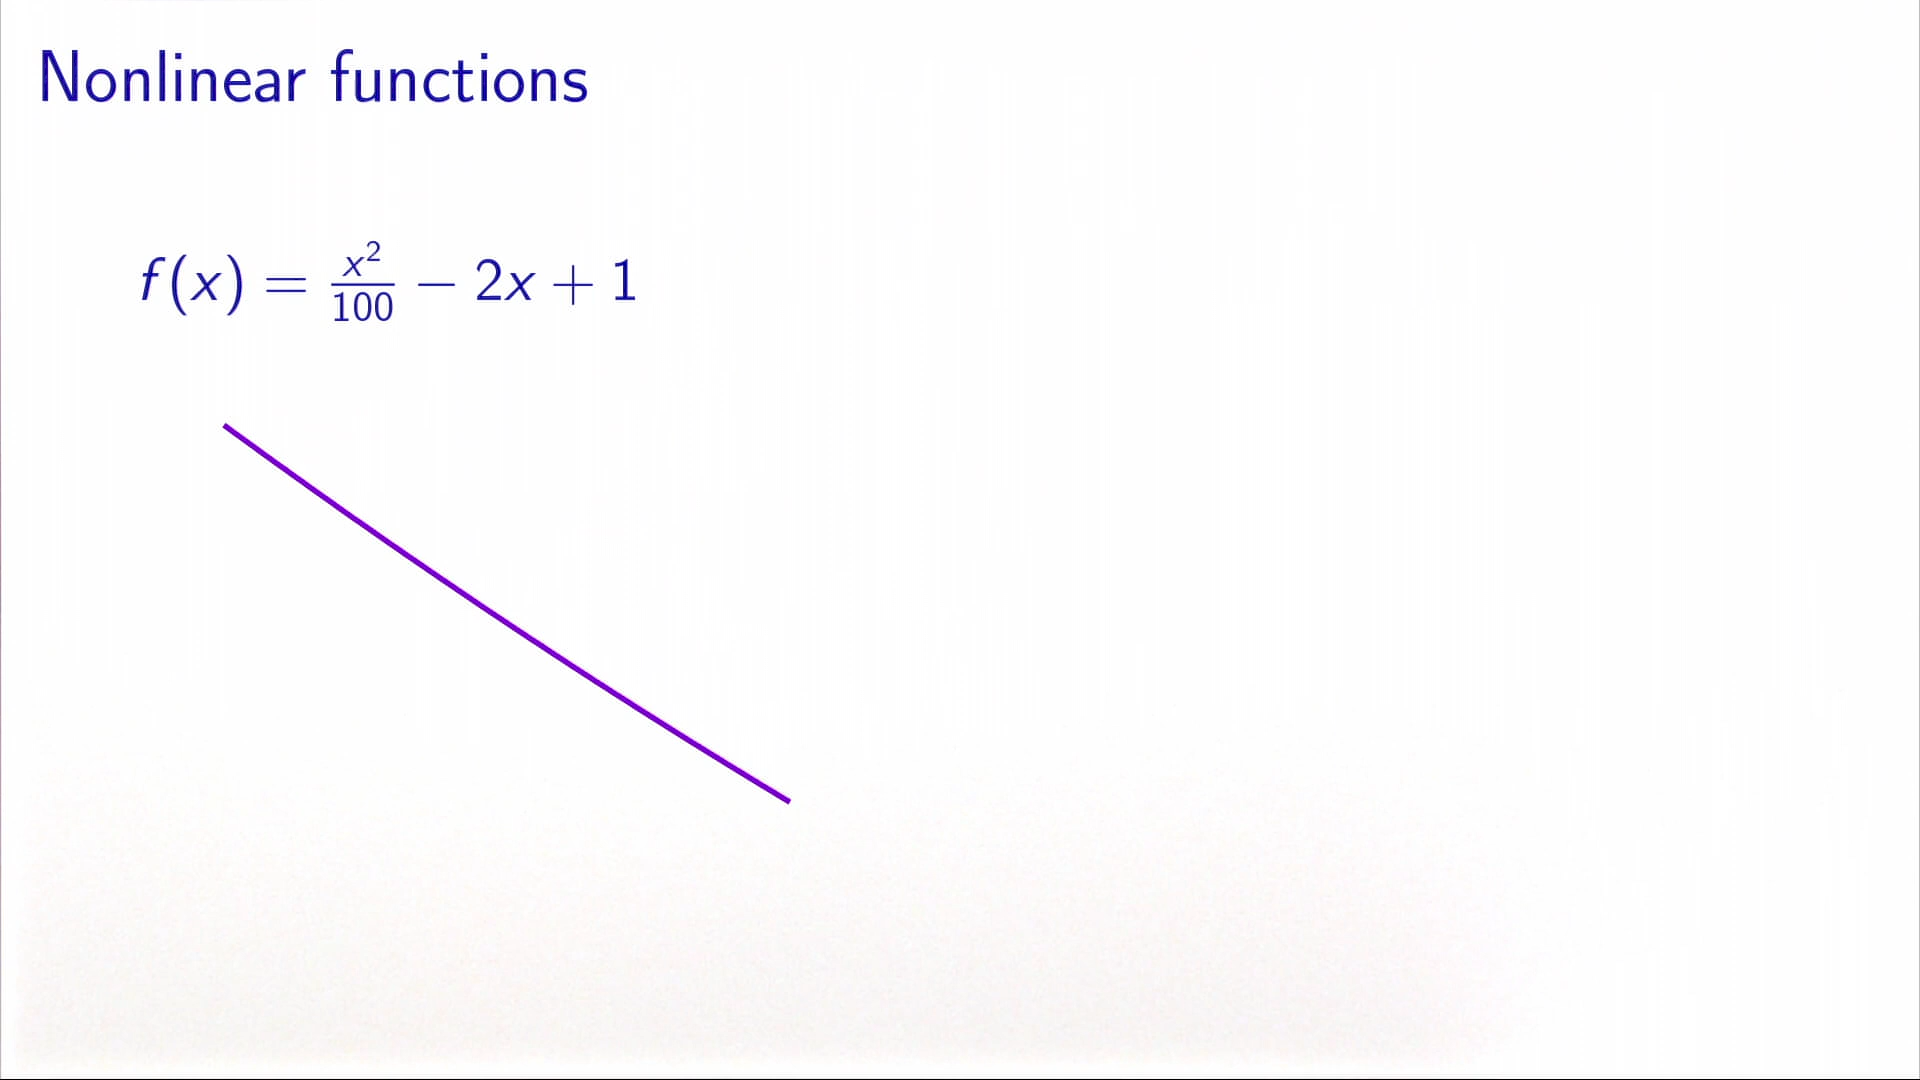 Nonlinear functions
f(x) = x²/100 − 2x + 1